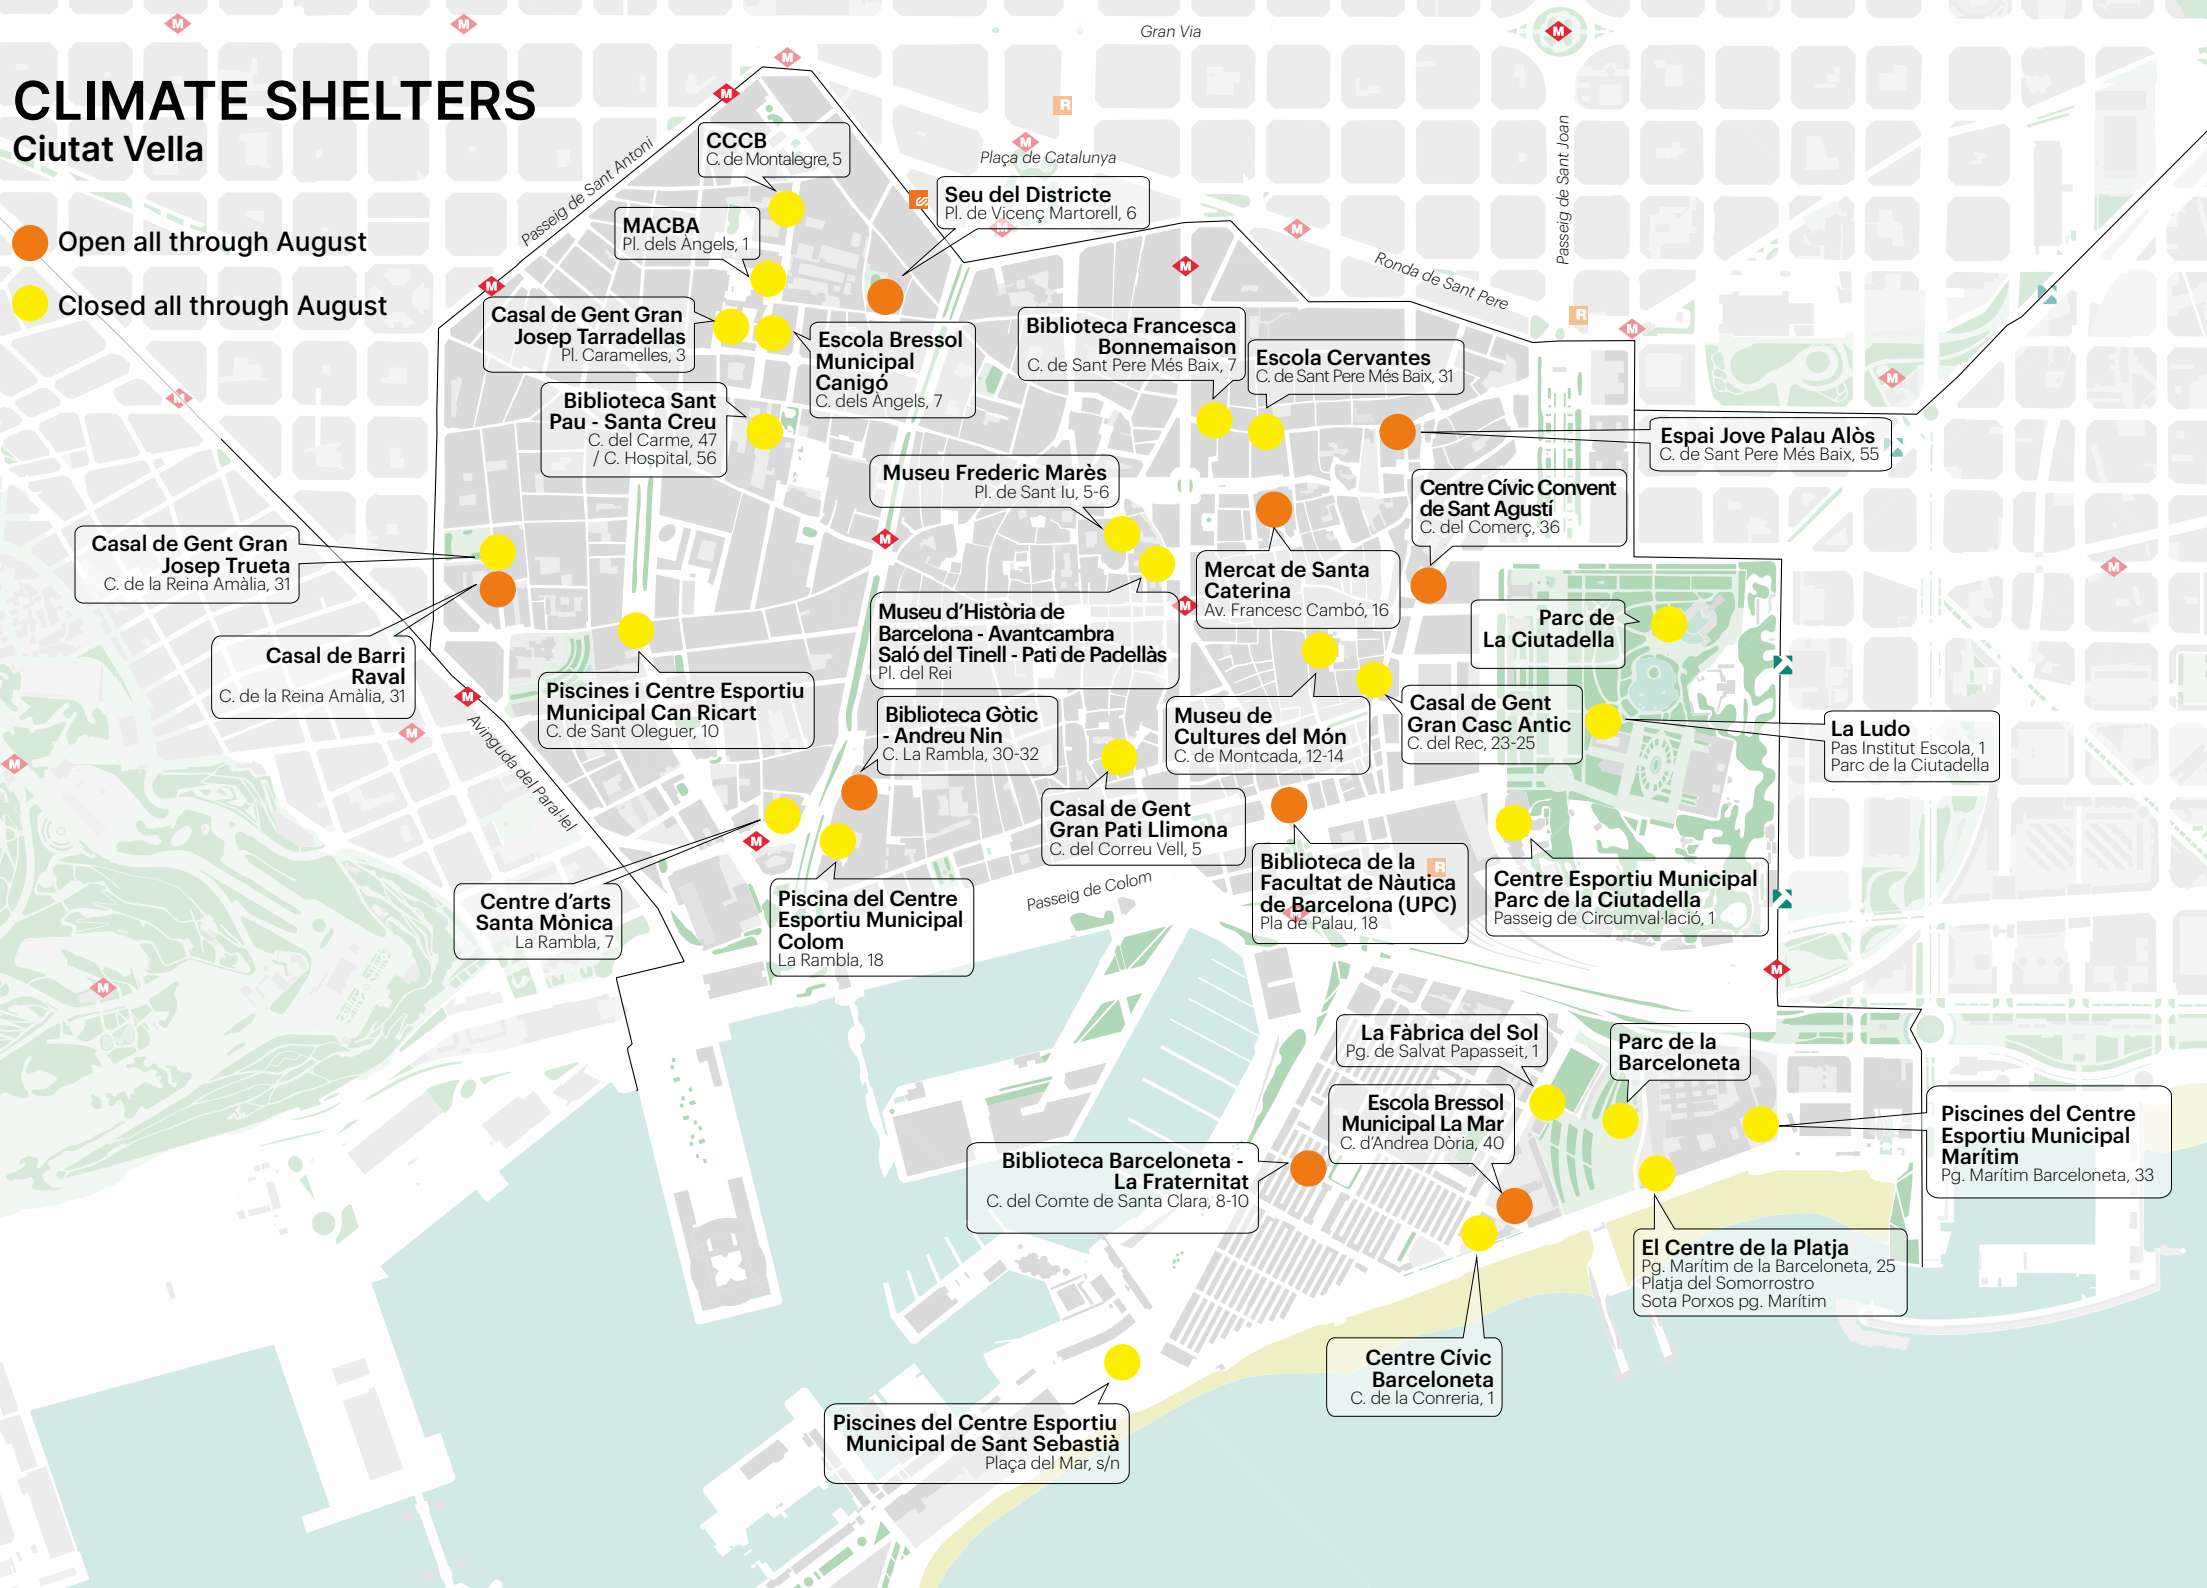 CLIMATE SHELTERS
Ciutat Vella
Open all through August
Closed all through August
Gran Via
Plaça de Catalunya
Passeig de Sant Antoni
Passeig de Sant Joan
Ronda de Sant Pere
CCCB
C. de Montalegre, 5
Seu del Districte
Pl. de Vicenç Martorell, 6
MACBA
Pl. dels Àngels, 1
Casal de Gent Gran
Josep Tarradellas
Pl. Caramelles, 3
Escola Bressol
Municipal
Canigó
C. dels Àngels, 7
Biblioteca Francesca
Bonnemaison
C. de Sant Pere Més Baix, 7
Escola Cervantes
C. de Sant Pere Més Baix, 31
Biblioteca Sant
Pau - Santa Creu
C. del Carme, 47
/ C. Hospital, 56
Espai Jove Palau Alòs
C. de Sant Pere Més Baix, 55
Museu Frederic Marès
Pl. de Sant Iu, 5-6
Centre Cívic Convent
de Sant Agustí
C. del Comerç, 36
Casal de Gent Gran
Josep Trueta
C. de la Reina Amàlia, 31
Mercat de Santa
Caterina
Av. Francesc Cambó, 16
Museu d'Història de
Barcelona - Avantcambra
Saló del Tinell - Pati de Padellàs
Pl. del Rei
Parc de
La Ciutadella
Casal de Barri
Raval
C. de la Reina Amàlia, 31
Piscines i Centre Esportiu
Municipal Can Ricart
C. de Sant Oleguer, 10
Biblioteca Gòtic
- Andreu Nin
C. La Rambla, 30-32
Museu de
Cultures del Món
C. de Montcada, 12-14
Casal de Gent
Gran Casc Antic
C. del Rec, 23-25
La Ludo
Pas Institut Escola, 1
Parc de la Ciutadella
Avinguda del Paral·lel
Casal de Gent
Gran Pati Llimona
C. del Correu Vell, 5
Biblioteca de la
Facultat de Nàutica
de Barcelona (UPC)
Pla de Palau, 18
Centre Esportiu Municipal
Parc de la Ciutadella
Passeig de Circumval·lació, 1
Centre d'arts
Santa Mònica
La Rambla, 7
Piscina del Centre
Esportiu Municipal
Colom
La Rambla, 18
Passeig de Colom
La Fàbrica del Sol
Pg. de Salvat Papasseit, 1
Parc de la
Barceloneta
Escola Bressol
Municipal La Mar
C. d'Andrea Dòria, 40
Piscines del Centre
Esportiu Municipal
Marítim
Pg. Marítim Barceloneta, 33
Biblioteca Barceloneta -
La Fraternitat
C. del Comte de Santa Clara, 8-10
El Centre de la Platja
Pg. Marítim de la Barceloneta, 25
Platja del Somorrostro
Sota Porxos pg. Marítim
Centre Cívic
Barceloneta
C. de la Conreria, 1
Piscines del Centre Esportiu
Municipal de Sant Sebastià
Plaça del Mar, s/n